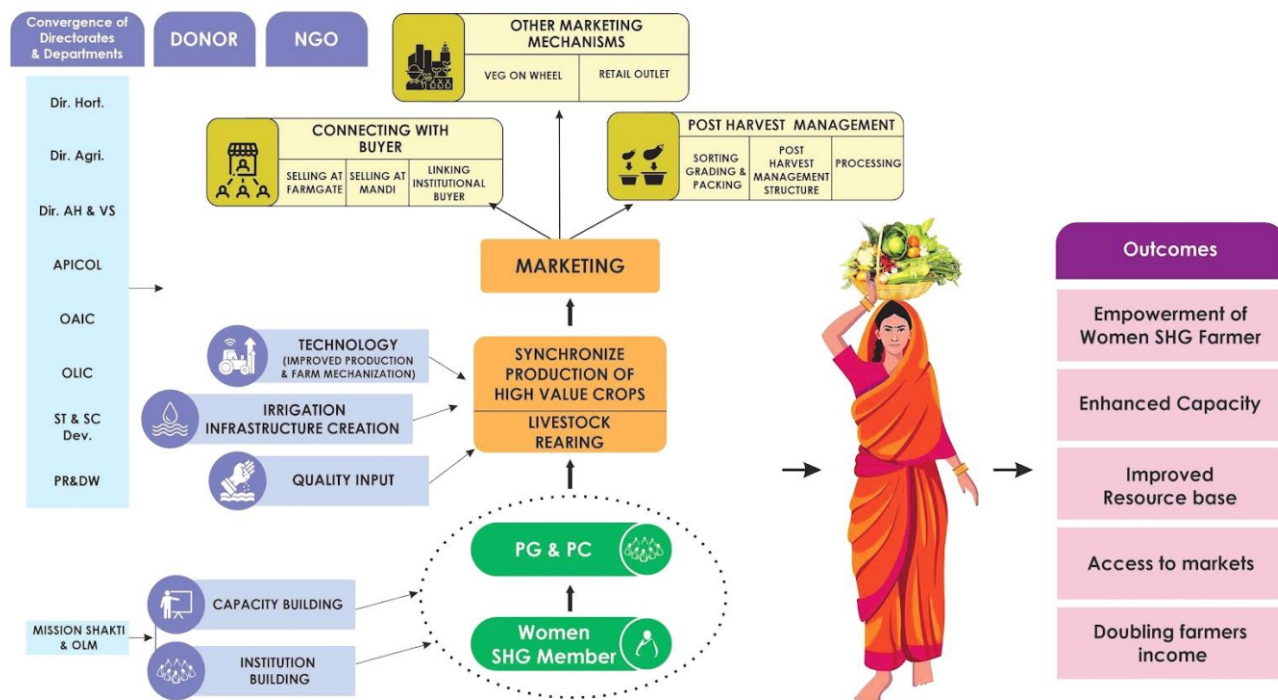 Convergence of
Directorates
& Departments
DONOR
NGO
Dir. Hort.
Dir. Agri.
Dir. AH & VS
APICOL
OAIC
OLIC
ST & SC
Dev.
PR&DW
MISSION SHAKTI
& OLM
OTHER MARKETING
MECHANISMS
VEG ON WHEEL
RETAIL OUTLET
CONNECTING WITH
BUYER
SELLING AT
FARMGATE
SELLING AT
MANDI
LINKING
INSTITUTIONAL
BUYER
POST HARVEST MANAGEMENT
SORTING
GRADING &
PACKING
POST
HARVEST
MANAGEMENT
STRUCTURE
PROCESSING
MARKETING
TECHNOLOGY
(IMPROVED PRODUCTION
& FARM MECHANIZATION)
IRRIGATION
INFRASTRUCTURE CREATION
QUALITY INPUT
SYNCHRONIZE
PRODUCTION OF
HIGH VALUE CROPS
LIVESTOCK
REARING
PG & PC
Women
SHG Member
CAPACITY BUILDING
INSTITUTION
BUILDING
Outcomes
Empowerment of
Women SHG Farmer
Enhanced Capacity
Improved
Resource base
Access to markets
Doubling farmers
income